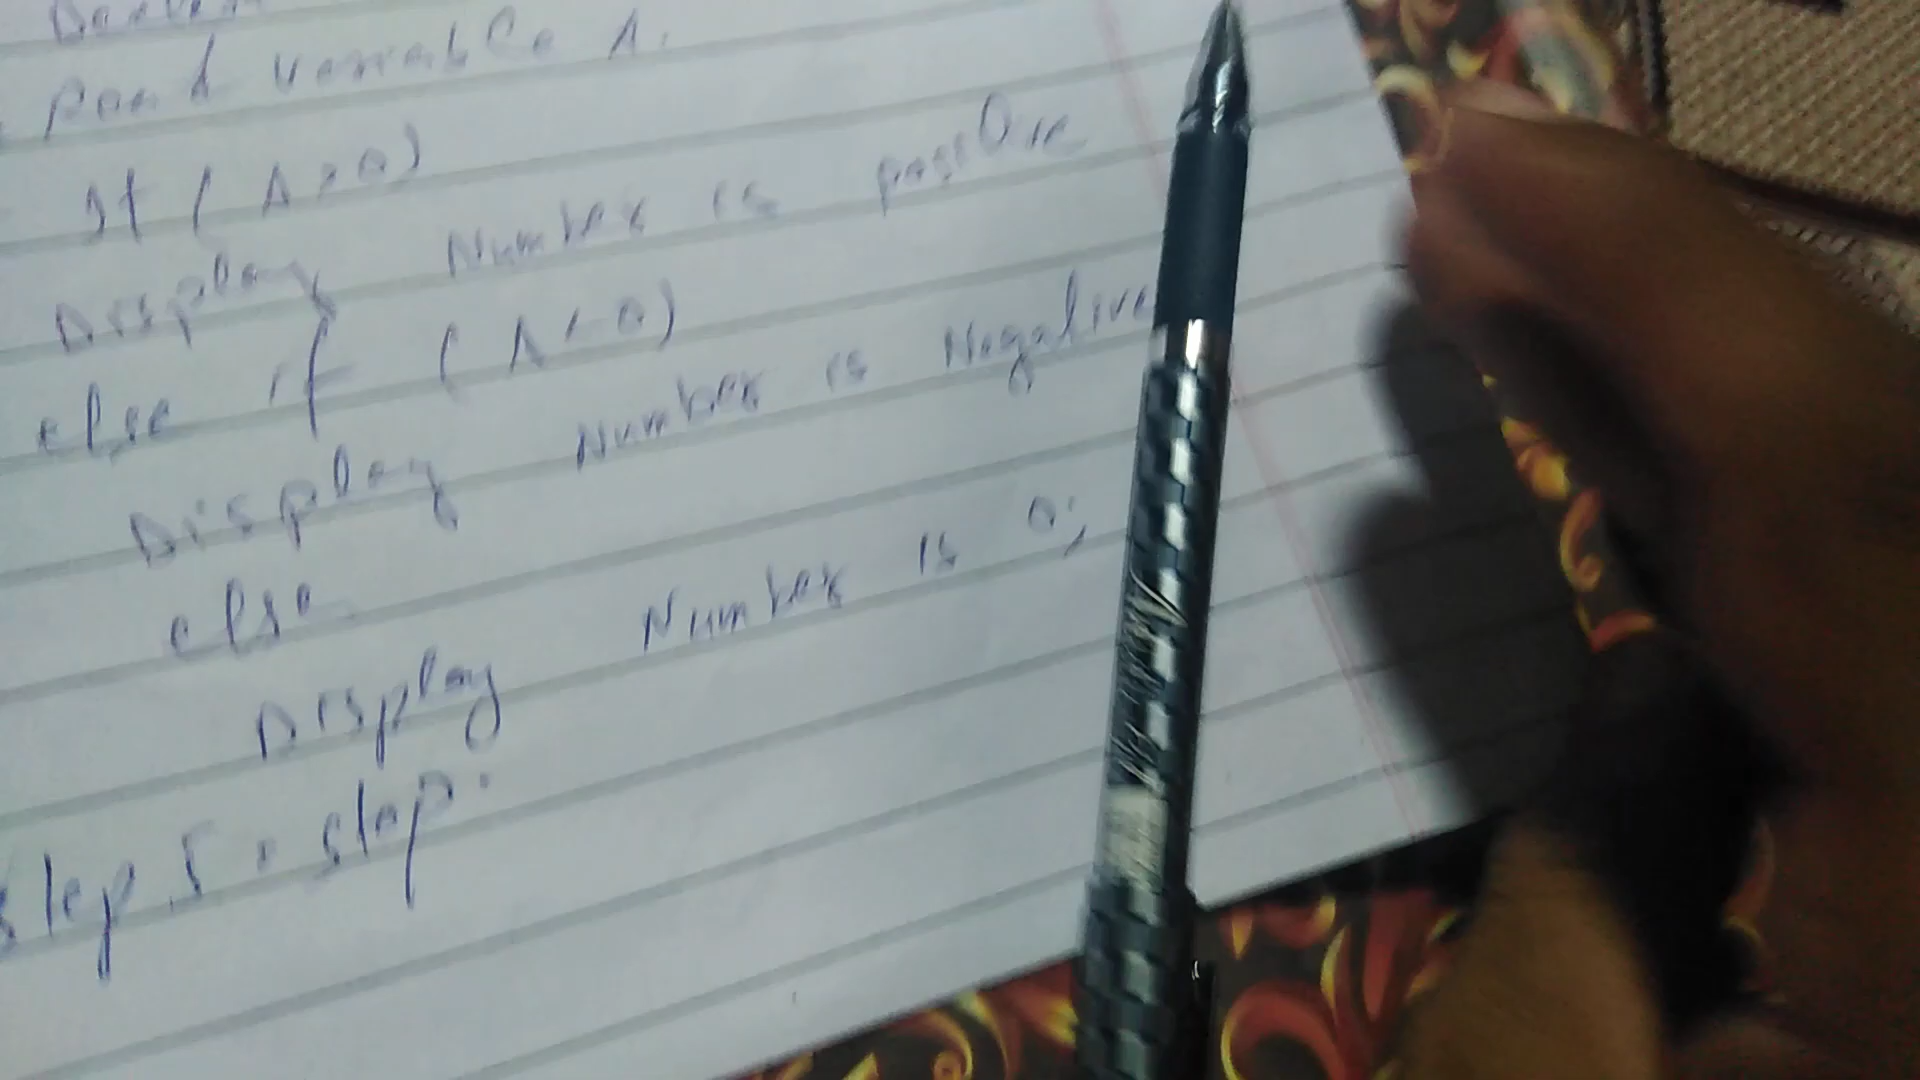 Read variable A.
If ( A > 0 )
Display Number is positive
else if ( A < 0 )
Display Number is Negative
else
Display Number is 0;
Step 5 : stop.